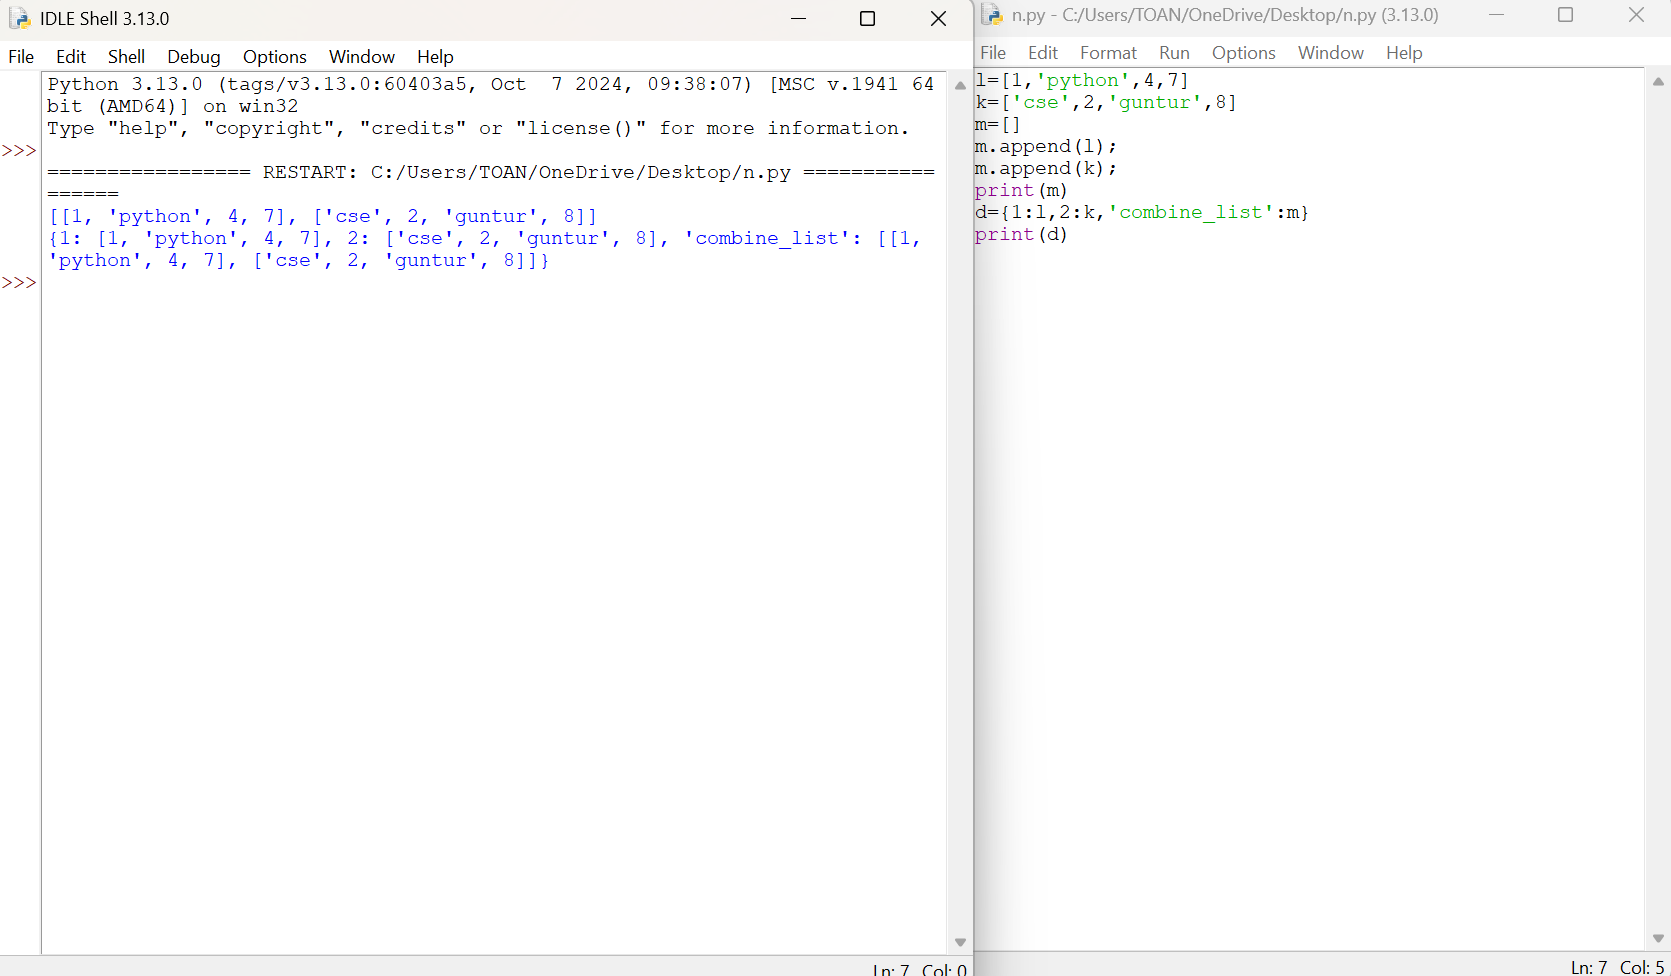 IDLE Shell 3.13.0
File Edit Shell Debug Options Window Help
Python 3.13.0 (tags/v3.13.0:60403a5, Oct  7 2024, 09:38:07) [MSC v.1941 64
bit (AMD64)] on win32
Type "help", "copyright", "credits" or "license()" for more information.
>>>
================= RESTART: C:/Users/TOAN/OneDrive/Desktop/n.py ===========
======
[[1, 'python', 4, 7], ['cse', 2, 'guntur', 8]]
{1: [1, 'python', 4, 7], 2: ['cse', 2, 'guntur', 8], 'combine_list': [[1,
'python', 4, 7], ['cse', 2, 'guntur', 8]]}
>>>
Ln: 7 Col: 0
n.py - C:/Users/TOAN/OneDrive/Desktop/n.py (3.13.0)
File Edit Format Run Options Window Help
l=[1,'python',4,7]
k=['cse',2,'guntur',8]
m=[]
m.append(l);
m.append(k);
print(m)
d={1:l,2:k,'combine_list':m}
print(d)
Ln: 7 Col: 5